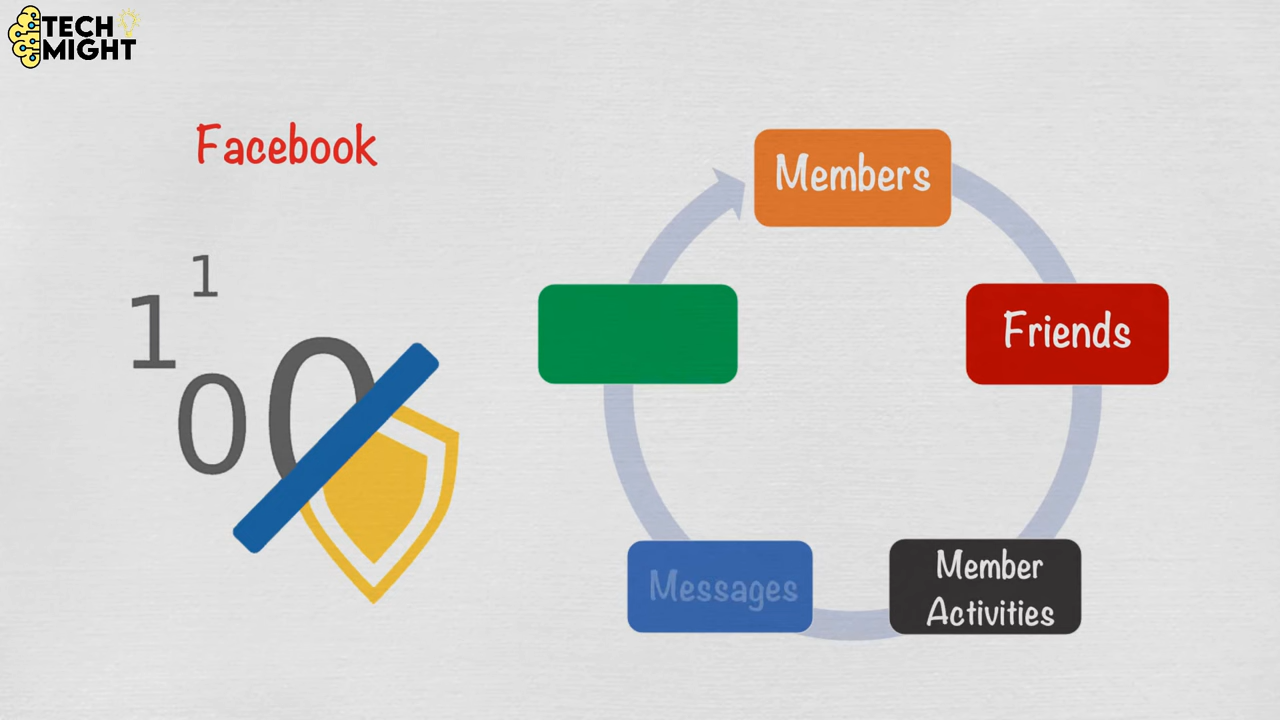 TECH
MIGHT
Facebook
Members
1
1
0
0
Friends
Messages
Member
Activities